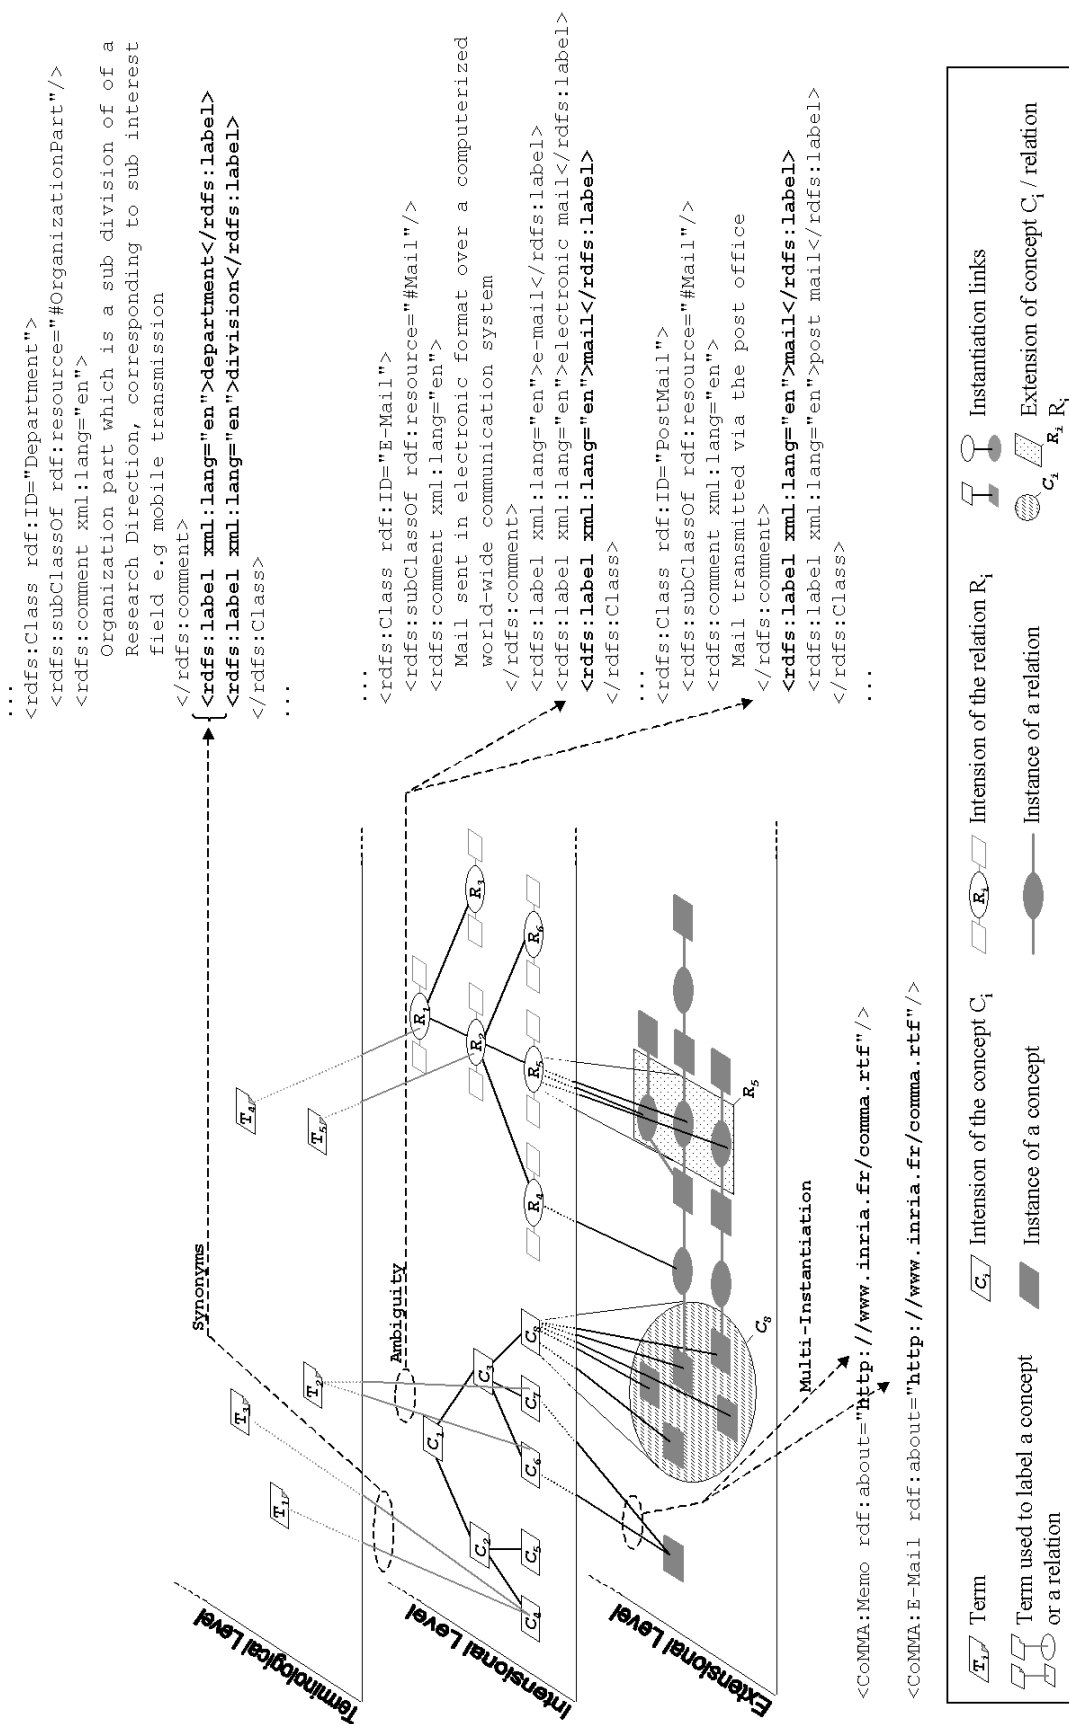 ...
<rdfs:Class rdf:ID="Department">
<rdfs:subClassOf rdf:resource="#OrganizationPart"/>
<rdfs:comment xml:lang="en">
Organization part which is a sub division of of a
Research Direction, corresponding to sub interest
field e.g mobile transmission
</rdfs:comment>
<rdfs:label xml:lang="en">department</rdfs:label>
<rdfs:label xml:lang="en">division</rdfs:label>
</rdfs:Class>
...
...
<rdfs:Class rdf:ID="E-Mail">
<rdfs:subClassOf rdf:resource="#Mail"/>
<rdfs:comment xml:lang="en">
Mail sent in electronic format over a computerized
world-wide communication system
</rdfs:comment>
<rdfs:label xml:lang="en">e-mail</rdfs:label>
<rdfs:label xml:lang="en">electronic mail</rdfs:label>
<rdfs:label xml:lang="en">mail</rdfs:label>
</rdfs:Class>
...
<rdfs:Class rdf:ID="PostMail">
<rdfs:subClassOf rdf:resource="#Mail"/>
<rdfs:comment xml:lang="en">
Mail transmitted via the post office
</rdfs:comment>
<rdfs:label xml:lang="en">mail</rdfs:label>
<rdfs:label xml:lang="en">post mail</rdfs:label>
</rdfs:Class>
...
Synonyms
T3
T4
T1
T2
T5
Terminological Level
Ambiguity
R1
C1
C2
C3
R2
R3
C4
C5
C6
C7
C8
R4
R5
R6
Intensional Level
C8
R5
Extensional Level
Multi-Instantiation
<CoMMA:Memo rdf:about="http://www.inria.fr/comma.rtf"/>
<CoMMA:E-Mail rdf:about="http://www.inria.fr/comma.rtf"/>
Ti Term
Ci Intension of the concept Ci
Ri Intension of the relation Ri
Instantiation links
Term used to label a concept
or a relation
Instance of a concept
Instance of a relation
Ci Ri Extension of concept Ci / relation
Ri